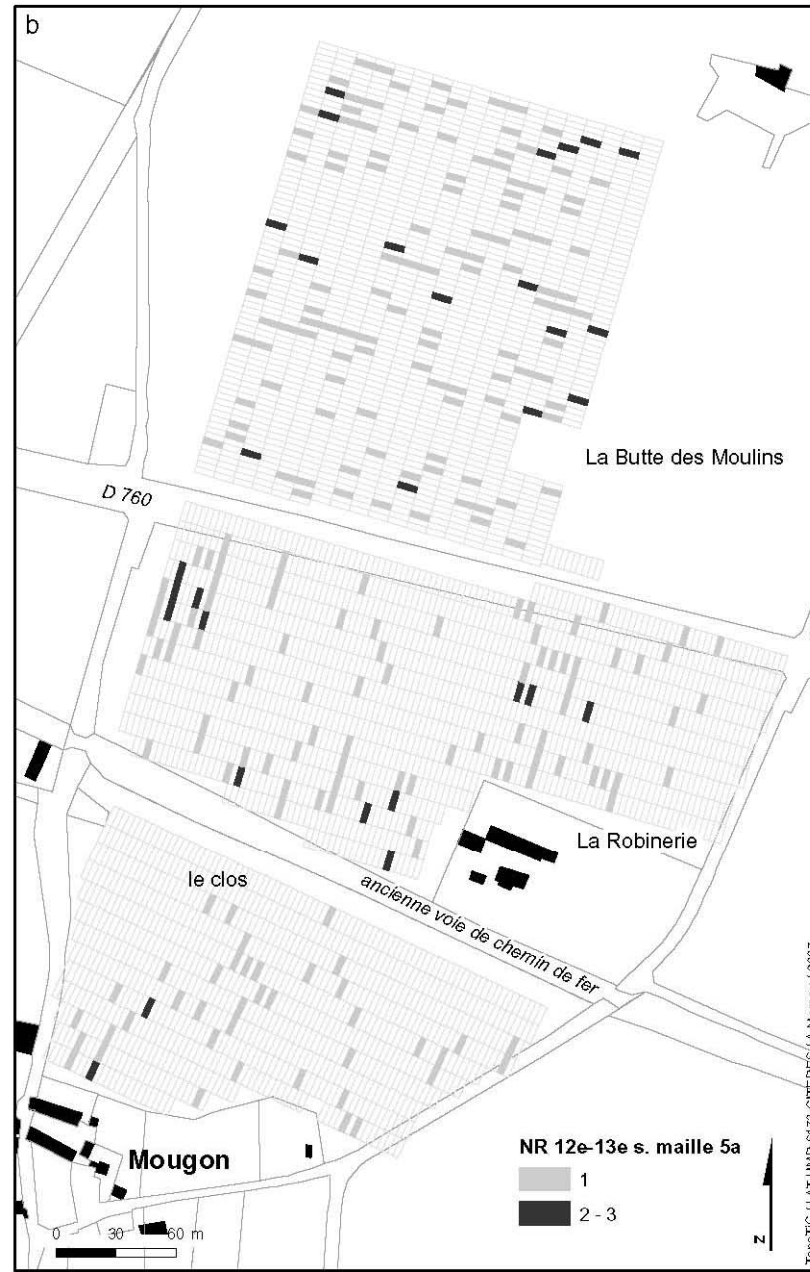 b
La Butte des Moulins
D 760
La Robinerie
le clos
ancienne voie de chemin de fer
Mougon
NR 12e-13e s. maille 5a
1
2 - 3
0 30 60 m
N